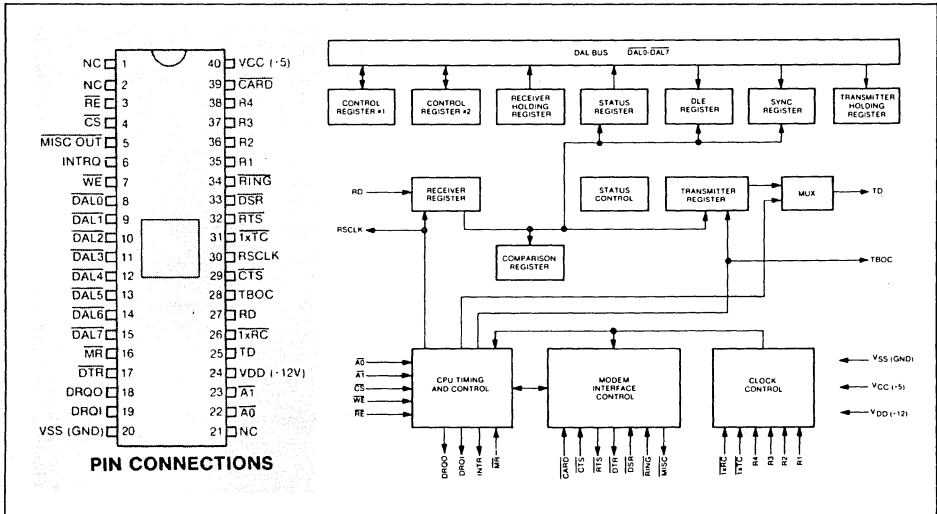 NC 1
NC 2
RE 3
CS 4
MISC OUT 5
INTRQ 6
WE 7
DAL0 8
DAL1 9
DAL2 10
DAL3 11
DAL4 12
DAL5 13
DAL6 14
DAL7 15
MR 16
DTR 17
DRQO 18
DRQI 19
VSS (GND) 20
40 VCC (+5)
39 CARD
38 R4
37 R3
36 R2
35 R1
34 RING
33 DSR
32 RTS
31 1xTC
30 RSCLK
29 CTS
28 TBOC
27 RD
26 1xRC
25 TD
24 VDD (-12V)
23 A1
22 A0
21 NC
PIN CONNECTIONS
DAL BUS DAL0-DAL7
CONTROL
REGISTER #1
CONTROL
REGISTER #2
RECEIVER
HOLDING
REGISTER
STATUS
REGISTER
DLE
REGISTER
SYNC
REGISTER
TRANSMITTER
HOLDING
REGISTER
RD
RECEIVER
REGISTER
STATUS
CONTROL
TRANSMITTER
REGISTER
MUX
TD
RSCLK
COMPARISON
REGISTER
TBOC
A0
A1
CS
WE
RE
CPU TIMING
AND CONTROL
MODEM
INTERFACE
CONTROL
CLOCK
CONTROL
VSS (GND)
VCC (+5)
VDD (-12)
DRQO
DRQI
INTR
MR
CARD
CTS
RTS
DTR
DSR
RING
MISC
1xRC
1xTC
R4
R3
R2
R1